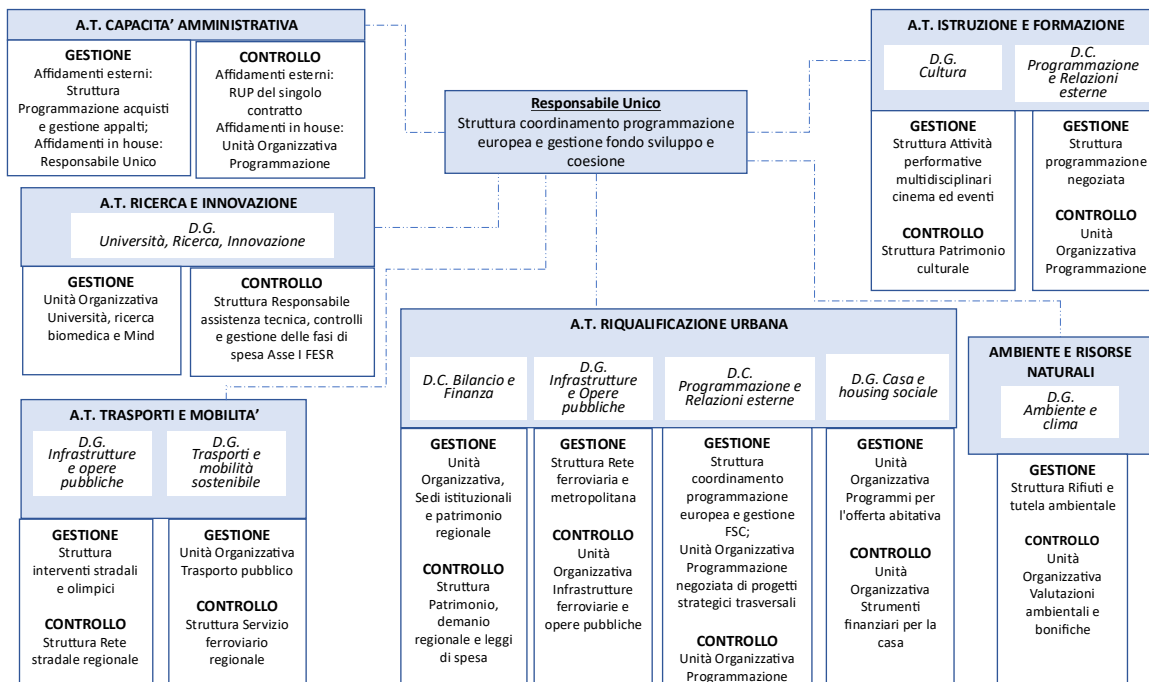 A.T. CAPACITA’ AMMINISTRATIVA
GESTIONE
Affidamenti esterni:
Struttura
Programmazione acquisti
e gestione appalti;
Affidamenti in house:
Responsabile Unico
CONTROLLO
Affidamenti esterni:
RUP del singolo
contratto
Affidamenti in house:
Unità Organizzativa
Programmazione
Responsabile Unico
Struttura coordinamento programmazione
europea e gestione fondo sviluppo e
coesione
A.T. ISTRUZIONE E FORMAZIONE
D.G.
Cultura
D.C.
Programmazione
e Relazioni
esterne
GESTIONE
Struttura Attività
performative
multidisciplinari
cinema ed eventi
CONTROLLO
Struttura Patrimonio
culturale
GESTIONE
Struttura
programmazione
negoziata
CONTROLLO
Unità
Organizzativa
Programmazione
A.T. RICERCA E INNOVAZIONE
D.G.
Università, Ricerca, Innovazione
GESTIONE
Unità Organizzativa
Università, ricerca
biomedica e Mind
CONTROLLO
Struttura Responsabile
assistenza tecnica, controlli
e gestione delle fasi di
spesa Asse I FESR
A.T. TRASPORTI E MOBILITA’
D.G.
Infrastrutture
e opere
pubbliche
D.G.
Trasporti e
mobilità
sostenibile
GESTIONE
Struttura
interventi stradali
e olimpici
CONTROLLO
Struttura Rete
stradale regionale
GESTIONE
Unità Organizzativa
Trasporto pubblico
CONTROLLO
Struttura Servizio
ferroviario
regionale
A.T. RIQUALIFICAZIONE URBANA
D.C. Bilancio e
Finanza
D.G.
Infrastrutture
e Opere
pubbliche
D.C.
Programmazione e
Relazioni esterne
D.G. Casa e
housing sociale
GESTIONE
Unità
Organizzativa,
Sedi istituzionali
e patrimonio
regionale
CONTROLLO
Struttura
Patrimonio,
demanio
regionale e leggi
di spesa
GESTIONE
Struttura Rete
ferroviaria e
metropolitana
CONTROLLO
Unità
Organizzativa
Infrastrutture
ferroviarie e
opere pubbliche
GESTIONE
Struttura
coordinamento
programmazione
europea e gestione
FSC;
Unità Organizzativa
Programmazione
negoziata di progetti
strategici trasversali
CONTROLLO
Unità Organizzativa
Programmazione
GESTIONE
Unità
Organizzativa
Programmi per
l'offerta abitativa
CONTROLLO
Unità
Organizzativa
Strumenti
finanziari per la
casa
AMBIENTE E RISORSE
NATURALI
D.G.
Ambiente e
clima
GESTIONE
Struttura Rifiuti e
tutela ambientale
CONTROLLO
Unità
Organizzativa
Valutazioni
ambientali e
bonifiche